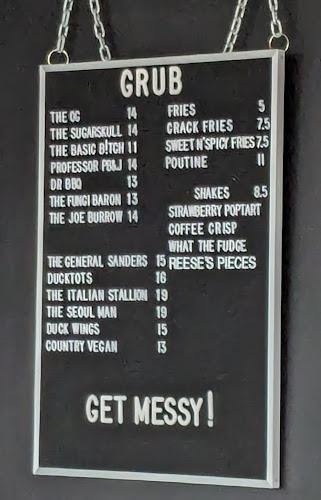 GRUB
THE OG 14
THE SUGARSKULL 14
THE BASIC B!TCH 11
PROFESSOR PB&J 14
DR BBQ 13
THE FUNGI BARON 13
THE JOE BURROW 14
THE GENERAL SANDERS 15
DUCKTOTS 16
THE ITALIAN STALLION 19
THE SEOUL MAN 19
DUCK WINGS 15
COUNTRY VEGAN 13
FRIES 5
CRACK FRIES 7.5
SWEET N'SPICY FRIES 7.5
POUTINE 11
SHAKES 8.5
STRAWBERRY POPTART
COFFEE CRISP
WHAT THE FUDGE
REESE'S PIECES
GET MESSY!